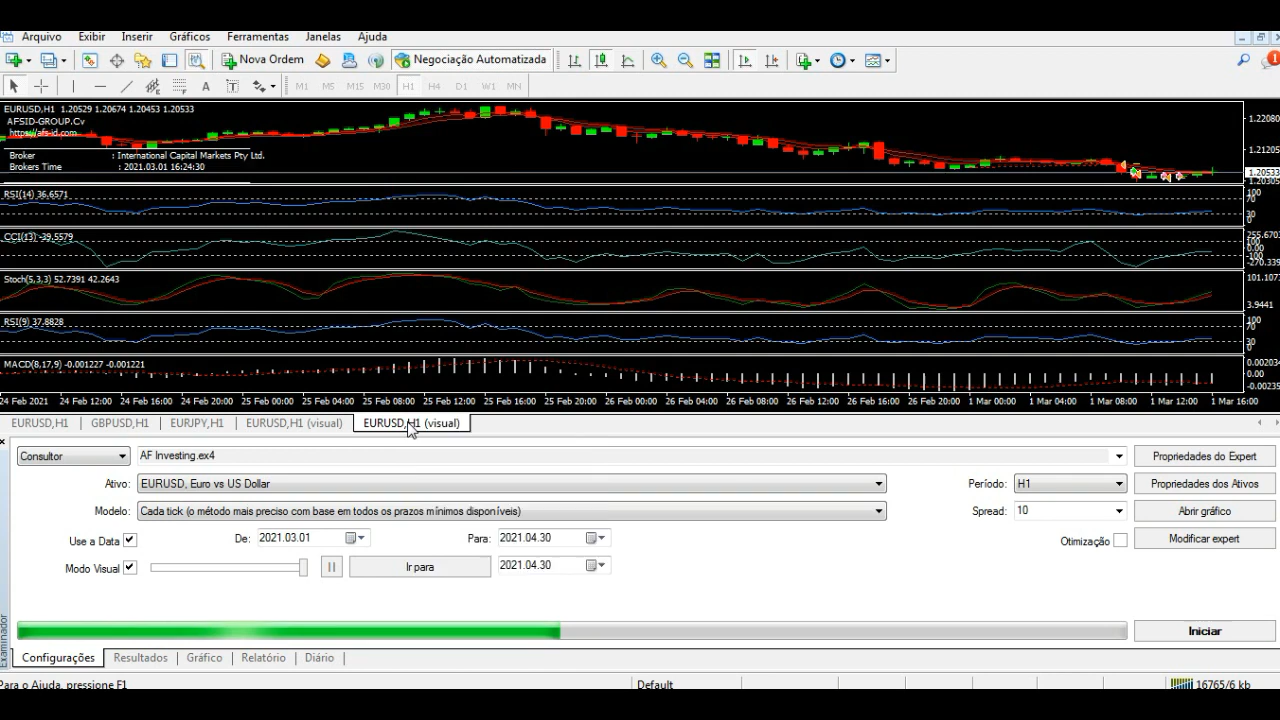 Arquivo Exibir Inserir Gráficos Ferramentas Janelas Ajuda
Nova Ordem Negociação Automatizada 1
A T M1 M5 M15 M30 H1 H4 D1 W1 MN
EURUSD,H1 1.20529 1.20674 1.20453 1.20533
AFSID-GROUP.Cv
https://afs-id.com
Broker : International Capital Markets Pty Ltd.
Brokers Time : 2021.03.01 16:24:30
1.22080
1.21205
1.20533
1.20305
RSI(14) 36.6571
100
70
30
0
CCI(13) -39.5579
255.6703
100
0.00
-100
-270.339
Stoch(5,3,3) 52.7391 42.2643
101.1077
3.9441
RSI(9) 37.8828
100
70
30
0
MACD(8,17,9) -0.001227 -0.001221
0.002034
0.00
-0.00235
24 Feb 2021 24 Feb 12:00 24 Feb 16:00 24 Feb 20:00 25 Feb 00:00 25 Feb 04:00 25 Feb 08:00 25 Feb 12:00 25 Feb 16:00 25 Feb 20:00 26 Feb 00:00 26 Feb 04:00 26 Feb 08:00 26 Feb 12:00 26 Feb 16:00 26 Feb 20:00 1 Mar 00:00 1 Mar 04:00 1 Mar 08:00 1 Mar 12:00 1 Mar 16:00
EURUSD,H1 GBPUSD,H1 EURJPY,H1 EURUSD,H1 (visual) EURUSD,H1 (visual)
Consultor AF Investing.ex4 Propriedades do Expert
Ativo: EURUSD, Euro vs US Dollar Período: H1 Propriedades dos Ativos
Modelo: Cada tick (o método mais preciso com base em todos os prazos mínimos disponíveis) Spread: 10 Abrir gráfico
Use a Data De: 2021.03.01 Para: 2021.04.30 Otimização Modificar expert
Modo Visual Ir para 2021.04.30
Iniciar
Examinador
Configurações Resultados Gráfico Relatório Diário
Para o Ajuda, pressione F1 Default 16765/6 kb